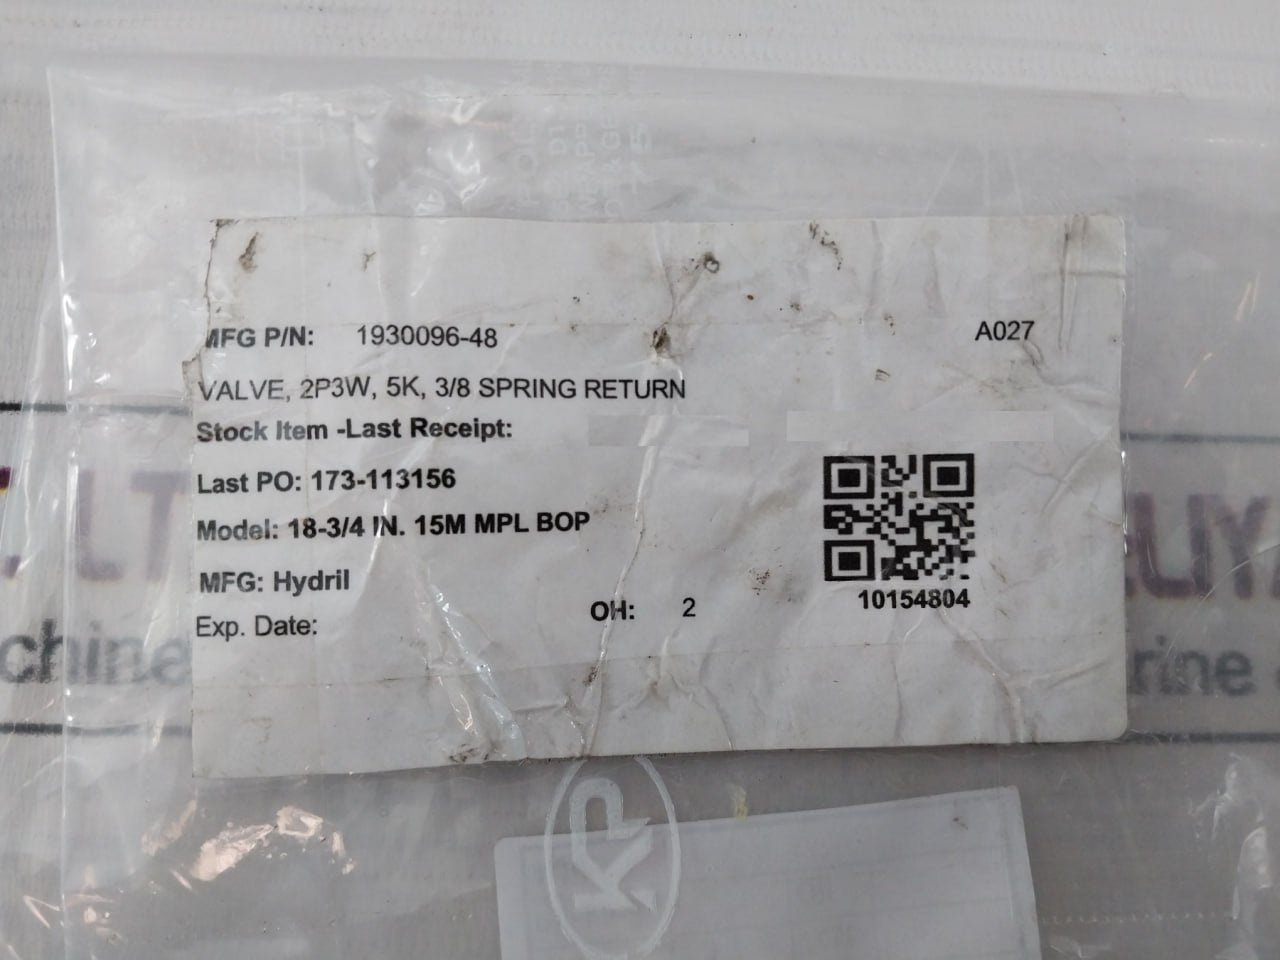 MFG P/N: 1930096-48 A027
VALVE, 2P3W, 5K, 3/8 SPRING RETURN
Stock Item -Last Receipt:
Last PO: 173-113156
Model: 18-3/4 IN. 15M MPL BOP
MFG: Hydril
10154804
Exp. Date: OH: 2
KP